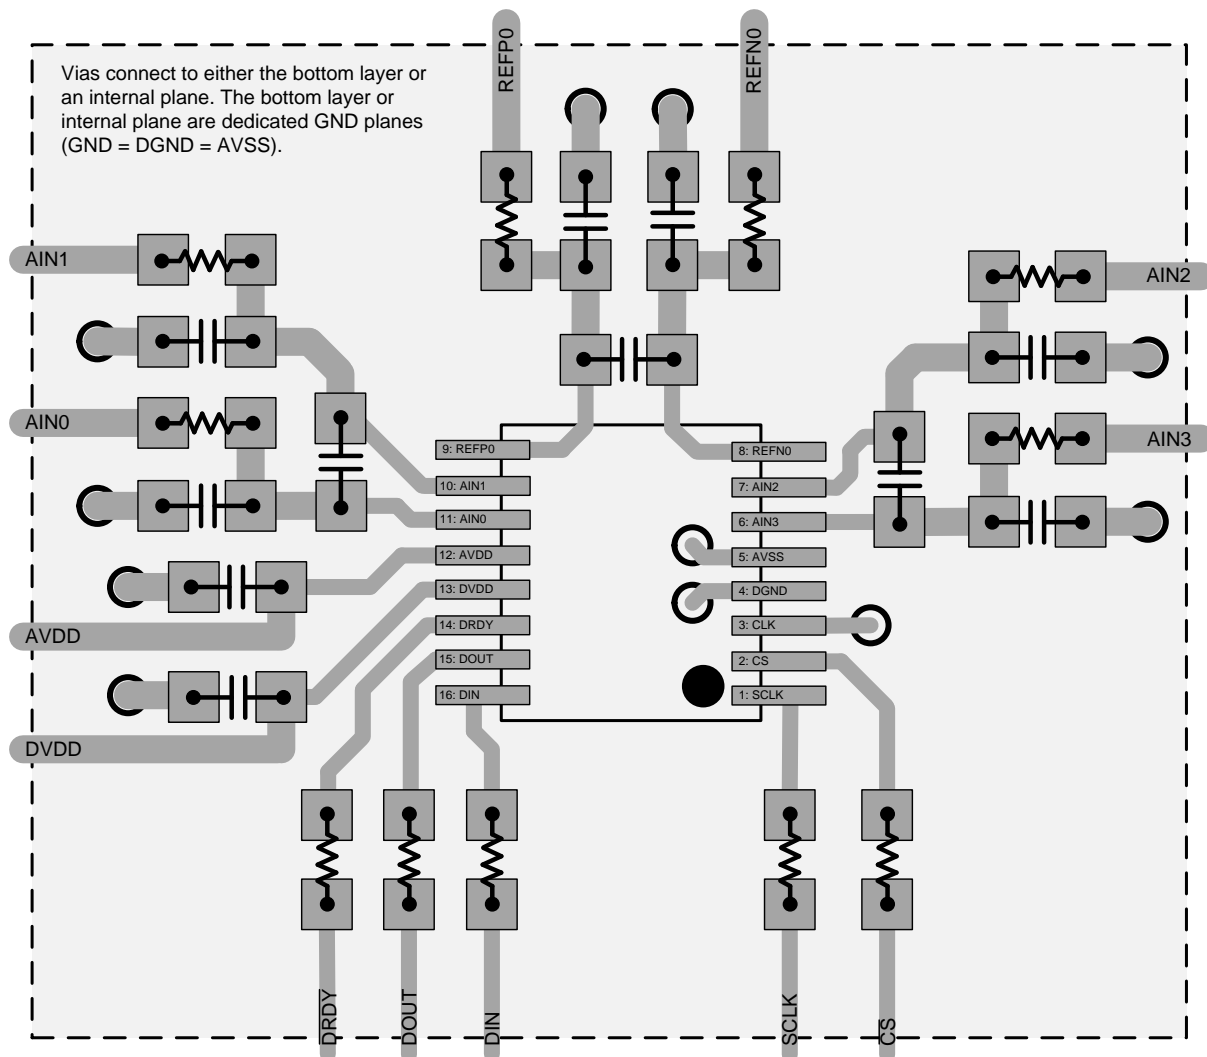 REFP0
REFN0
Vias connect to either the bottom layer or
an internal plane. The bottom layer or
internal plane are dedicated GND planes
(GND = DGND = AVSS).
AIN1
AIN2
AIN0
AIN3
9: REFP0
8: REFN0
10: AIN1
7: AIN2
11: AIN0
6: AIN3
12: AVDD
5: AVSS
13: DVDD
4: DGND
14: DRDY
3: CLK
15: DOUT
2: CS
16: DIN
1: SCLK
AVDD
DVDD
DRDY
DOUT
DIN
SCLK
CS